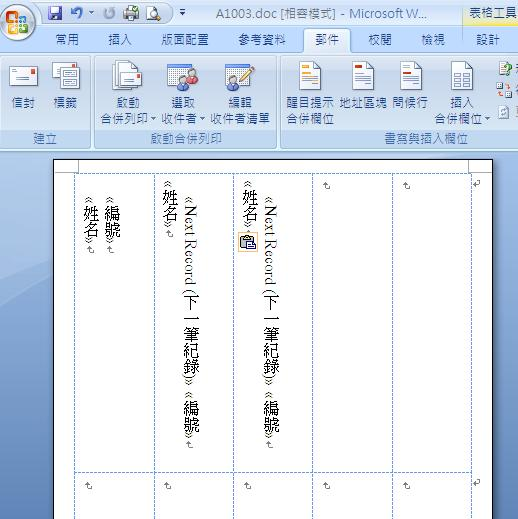 A1003.doc [相容模式] - Microsoft W...
表格工具
常用 插入 版面配置 參考資料 郵件 校閱 檢視 設計
信封 標籤 啟動合併列印 選取收件者 編輯收件者清單 醒目提示合併欄位 地址區塊 問候行 插入合併欄位
建立 啟動合併列印 書寫與插入欄位
«編號»
«姓名»
«Next Record (下一筆紀錄)» «編號»
«姓名»
«Next Record (下一筆紀錄)» «編號»
«姓名»